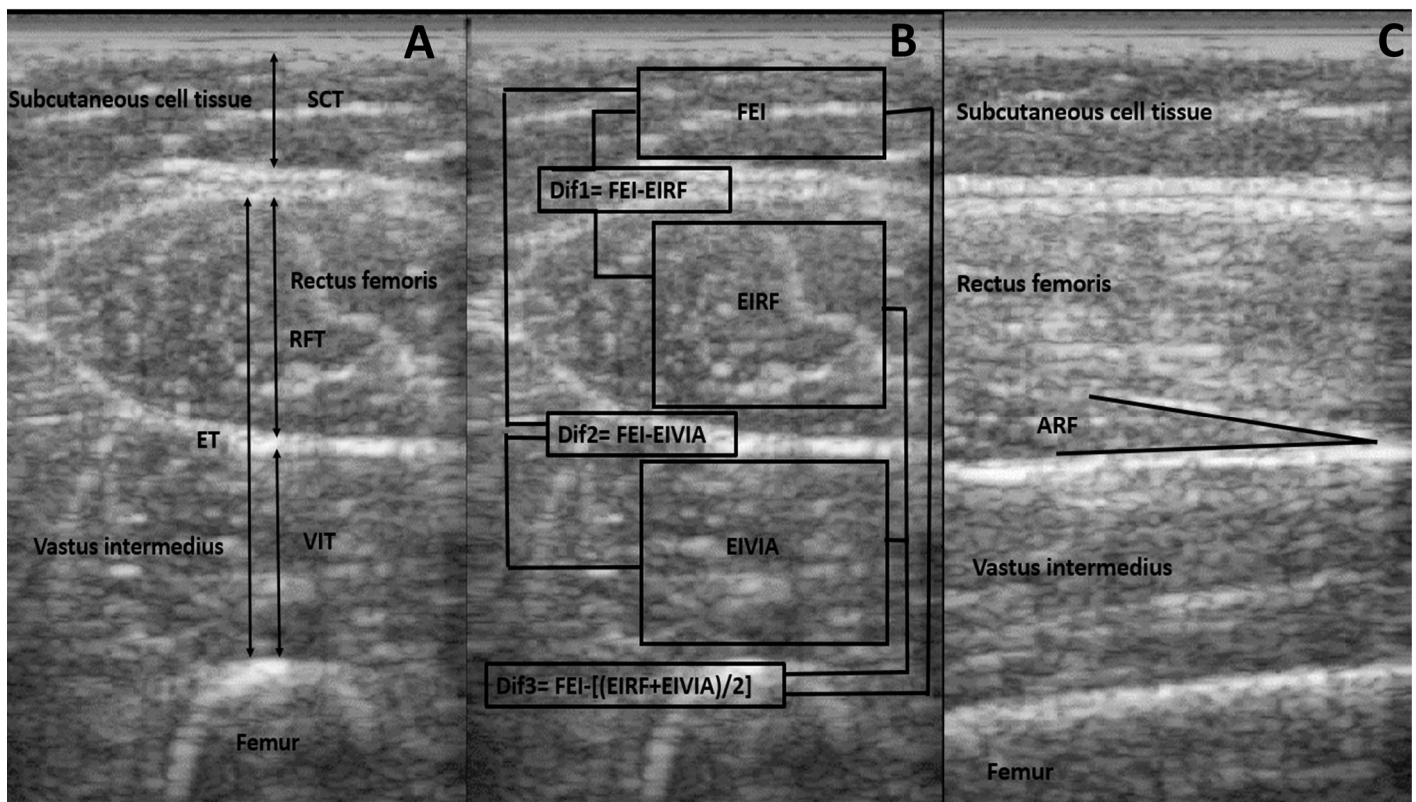 A
Subcutaneous cell tissue
SCT
Rectus femoris
RFT
ET
Vastus intermedius
VIT
Femur
B
FEI
Dif1= FEI-EIRF
EIRF
Dif2= FEI-EIVIA
EIVIA
Dif3= FEI-[(EIRF+EIVIA)/2]
C
Subcutaneous cell tissue
Rectus femoris
ARF
Vastus intermedius
Femur